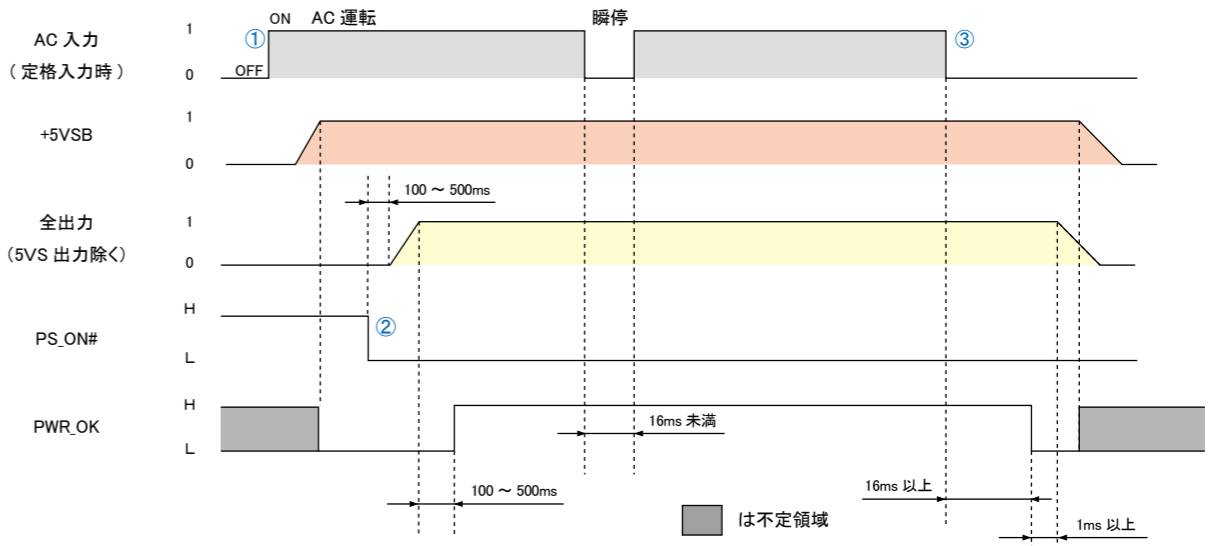 ON AC 運転 瞬停
AC 入力
( 定格入力時 )
1
0
OFF
①
③
+5VSB
1
0
100 ～ 500ms
全出力
(5VS 出力除く)
1
0
PS_ON#
H
L
②
PWR_OK
H
L
16ms 未満
100 ～ 500ms
16ms 以上
は不定領域
1ms 以上